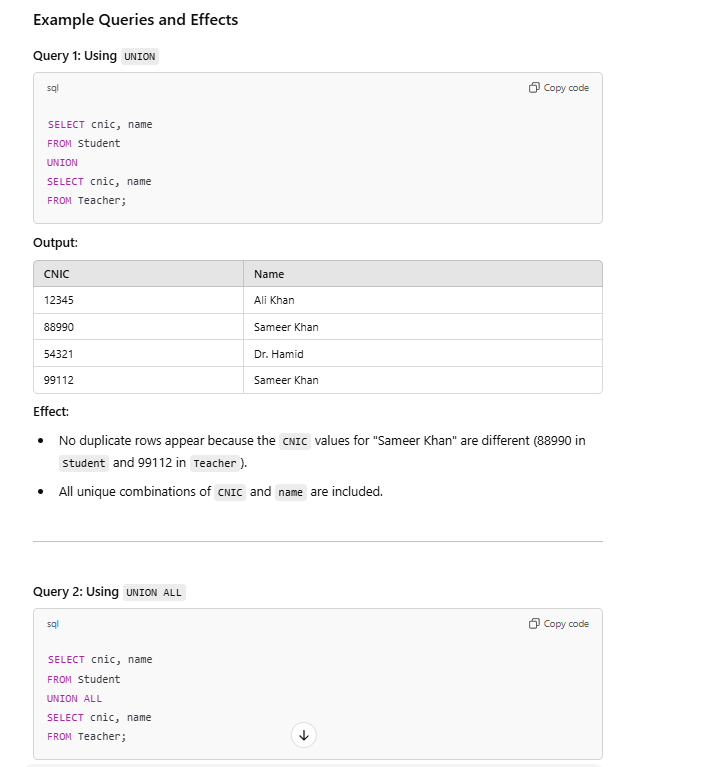 Example Queries and Effects
Query 1: Using UNION
sql
Copy code
SELECT cnic, name
FROM Student
UNION
SELECT cnic, name
FROM Teacher;
Output:
CNIC Name
12345 Ali Khan
88990 Sameer Khan
54321 Dr. Hamid
99112 Sameer Khan
Effect:
No duplicate rows appear because the CNIC values for "Sameer Khan" are different (88990 in
Student and 99112 in Teacher ).
All unique combinations of CNIC and name are included.
Query 2: Using UNION ALL
sql
Copy code
SELECT cnic, name
FROM Student
UNION ALL
SELECT cnic, name
FROM Teacher;